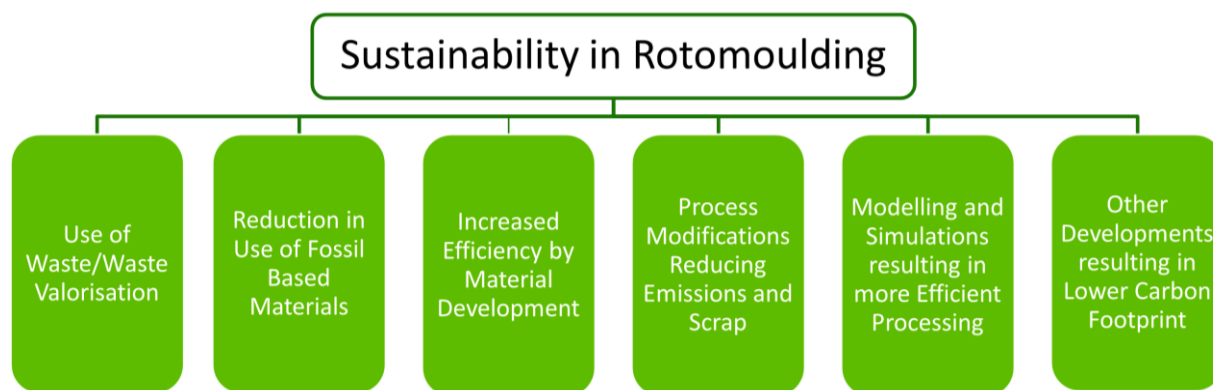 Sustainability in Rotomoulding
Use of
Waste/Waste
Valorisation
Reduction in
Use of Fossil
Based
Materials
Increased
Efficiency by
Material
Development
Process
Modifications
Reducing
Emissions and
Scrap
Modelling and
Simulations
resulting in
more Efficient
Processing
Other
Developments
resulting in
Lower Carbon
Footprint